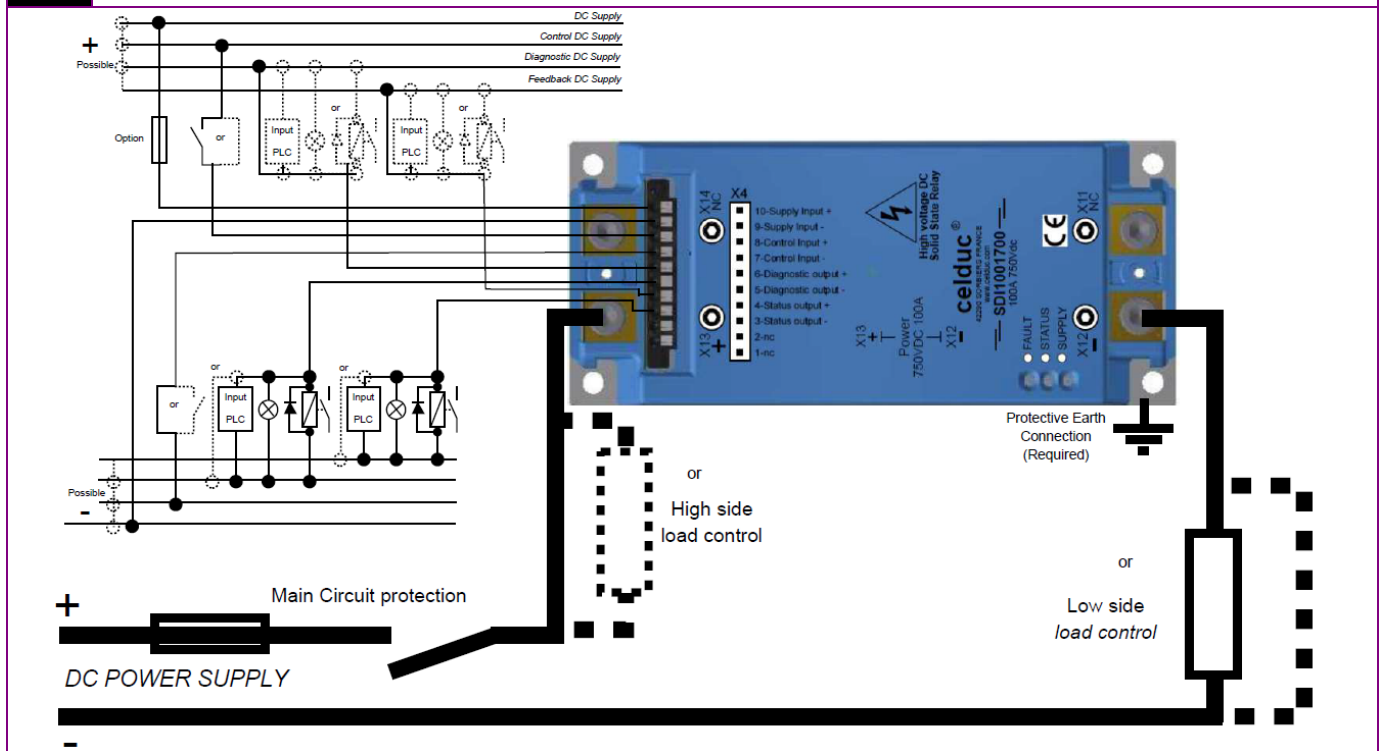 DC Supply
Control DC Supply
Diagnostic DC Supply
Feedback DC Supply
+
Possible
Option
or
Input
PLC
or
Input
PLC
or
X14
NC
X4
10-Supply Input +
9-Supply Input -
8-Control Input +
7-Control Input -
6-Diagnostic output +
5-Diagnostic output -
4-Status output +
3-Status output -
2-nc
1-nc
X13
+
High voltage DC
Solid State Relay
X13
+
Power
750VDC 100A
X12
-
celduc ®
www.celduc.com
SDI1001700
100A 750Vdc
CE
X11
NC
FAULT
STATUS
SUPPLY
X12
-
Protective Earth
Connection
(Required)
or
or
Input
PLC
or
Input
PLC
Possible
-
or
High side
load control
or
Low side
load control
+
Main Circuit protection
DC POWER SUPPLY
-